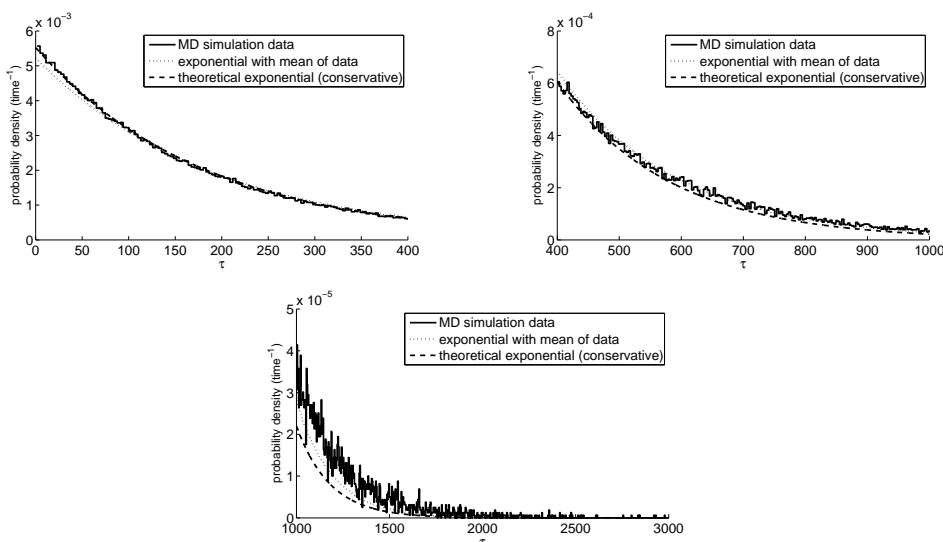 x 10⁻³
6
5
4
3
2
1
0
probability density (time⁻¹)
MD simulation data
exponential with mean of data
theoretical exponential (conservative)
0 50 100 150 200 250 300 350 400
τ
x 10⁻⁴
8
6
4
2
0
probability density (time⁻¹)
MD simulation data
exponential with mean of data
theoretical exponential (conservative)
400 500 600 700 800 900 1000
τ
x 10⁻⁵
5
4
3
2
1
0
probability density (time⁻¹)
MD simulation data
exponential with mean of data
theoretical exponential (conservative)
1000 1500 2000 2500 3000
τ